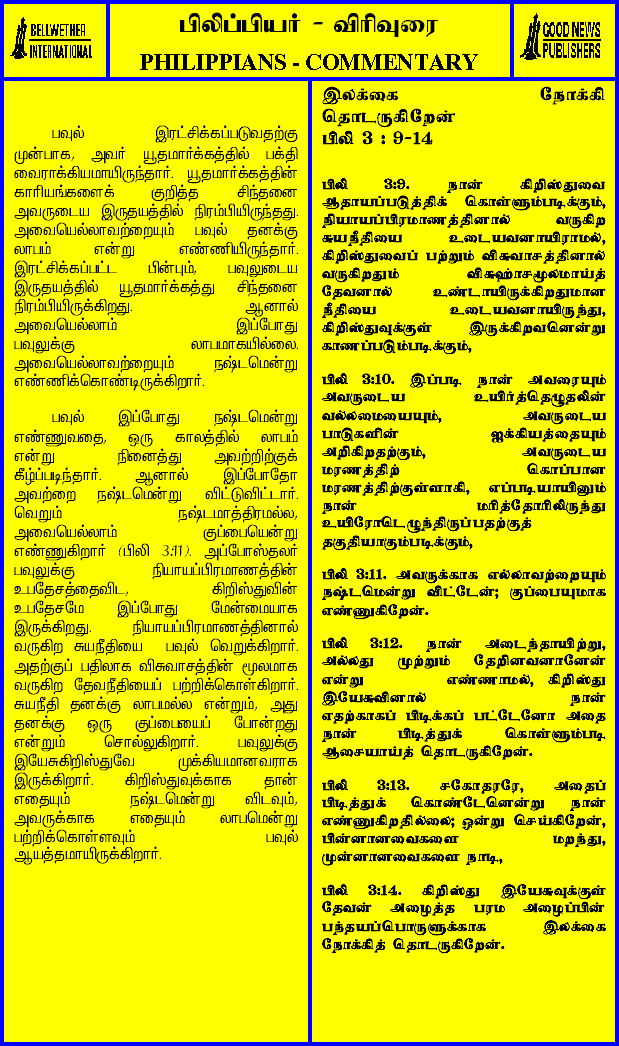 BELLWETHER
INTERNATIONAL
பிலிப்பியர் - விரிவுரை
PHILIPPIANS - COMMENTARY
GOOD NEWS
PUBLISHERS
பவுல் இரட்சிக்கப்படுவதற்கு
முன்பாக, அவர் யூதமார்க்கத்தில் பக்தி
வைராக்கியமாயிருந்தார். யூதமார்க்கத்தின்
காரியங்களைக் குறித்த சிந்தனை
அவருடைய இருதயத்தில் நிரம்பியிருந்தது.
அவையெல்லாவற்றையும் பவுல் தனக்கு
லாபம் என்று எண்ணியிருந்தார்.
இரட்சிக்கப்பட்ட பின்பும், பவுலுடைய
இருதயத்தில் யூதமார்க்கத்து சிந்தனை
நிரம்பியிருக்கிறது. ஆனால்
அவையெல்லாம் இப்போது
பவுலுக்கு லாபமாகயில்லை.
அவையெல்லாவற்றையும் நஷ்டமென்று
எண்ணிக்கொண்டிருக்கிறார்.
பவுல் இப்போது நஷ்டமென்று
எண்ணுவதை, ஒரு காலத்தில் லாபம்
என்று நினைத்து அவற்றிற்குக்
கீழ்ப்படிந்தார். ஆனால் இப்போதோ
அவற்றை நஷ்டமென்று விட்டுவிட்டார்.
வெறும் நஷ்டமாத்திரமல்ல,
அவையெல்லாம் குப்பையென்று
எண்ணுகிறார் (பிலி 3:11). அப்போஸ்தலர்
பவுலுக்கு நியாயப்பிரமாணத்தின்
உபதேசத்தைவிட, கிறிஸ்துவின்
உபதேசமே இப்போது மேன்மையாக
இருக்கிறது. நியாயப்பிரமாணத்தினால்
வருகிற சுயநீதியை பவுல் வெறுக்கிறார்.
அதற்குப் பதிலாக விசுவாசத்தின் மூலமாக
வருகிற தேவநீதியைப் பற்றிக்கொள்கிறார்.
சுயநீதி தனக்கு லாபமல்ல என்றும், அது
தனக்கு ஒரு குப்பையைப் போன்றது
என்றும் சொல்லுகிறார். பவுலுக்கு
இயேசுகிறிஸ்துவே முக்கியமானவராக
இருக்கிறார். கிறிஸ்துவுக்காக தான்
எதையும் நஷ்டமென்று விடவும்,
அவருக்காக எதையும் லாபமென்று
பற்றிக்கொள்ளவும் பவுல்
ஆயத்தமாயிருக்கிறார்.
இலக்கை நோக்கி
தொடருகிறேன்
பிலி 3 : 9-14
பிலி 3:9. நான் கிறிஸ்துவை
ஆதாயப்படுத்திக் கொள்ளும்படிக்கும்,
நியாயப்பிரமாணத்தினால் வருகிற
சுயநீதியை உடையவனாயிராமல்,
கிறிஸ்துவைப் பற்றும் விசுவாசத்தினால்
வருகிறதும் விசுவாசமூலமாய்த்
தேவனால் உண்டாயிருக்கிறதுமான
நீதியை உடையவனாயிருந்து,
கிறிஸ்துவுக்குள் இருக்கிறவனென்று
காணப்படும்படிக்கும்,
பிலி 3:10. இப்படி நான் அவரையும்
அவருடைய உயிர்த்தெழுதலின்
வல்லமையையும், அவருடைய
பாடுகளின் ஐக்கியத்தையும்
அறிகிறதற்கும், அவருடைய
மரணத்திற் கொப்பான
மரணத்திற்குள்ளாகி, எப்படியாயினும்
நான் மரித்தோரிலிருந்து
உயிரோடெழுந்திருப்பதற்குத்
தகுதியாகும்படிக்கும்,
பிலி 3:11. அவருக்காக எல்லாவற்றையும்
நஷ்டமென்று விட்டேன்; குப்பையுமாக
எண்ணுகிறேன்.
பிலி 3:12. நான் அடைந்தாயிற்று,
அல்லது முற்றும் தேறினவனானேன்
என்று எண்ணாமல், கிறிஸ்து
இயேசுவினால் நான்
எதற்காகப் பிடிக்கப் பட்டேனோ அதை
நான் பிடித்துக் கொள்ளும்படி
ஆசையாய்த் தொடருகிறேன்.
பிலி 3:13. சகோதரரே, அதைப்
பிடித்துக் கொண்டேனென்று நான்
எண்ணுகிறதில்லை; ஒன்று செய்கிறேன்,
பின்னானவைகளை மறந்து,
முன்னானவைகளை நாடி,
பிலி 3:14. கிறிஸ்து இயேசுவுக்குள்
தேவன் அழைத்த பரம அழைப்பின்
பந்தயப்பொருளுக்காக இலக்கை
நோக்கித் தொடருகிறேன்.